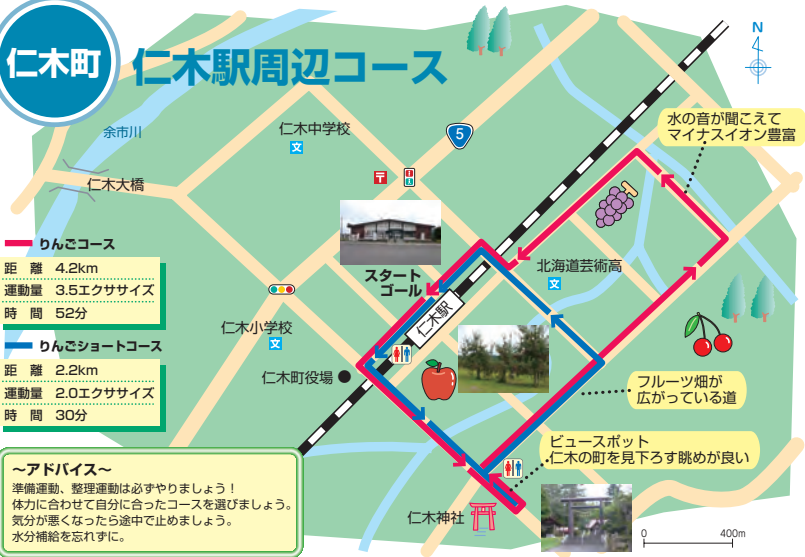 仁木町
仁木駅周辺コース
N
余市川
仁木中学校
文
5
水の音が聞こえて
マイナスイオン豊富
仁木大橋
〒
りんごコース
距離 4.2km
運動量 3.5エクササイズ
時間 52分
スタート
ゴール
北海道芸術高
文
仁木駅
仁木小学校
文
りんごショートコース
距離 2.2km
運動量 2.0エクササイズ
時間 30分
仁木町役場
フルーツ畑が
広がっている道
ビュースポット
仁木の町を見下ろす眺めが良い
～アドバイス～
準備運動、整理運動は必ずやりましょう！
体力に合わせて自分に合ったコースを選びましょう。
気分が悪くなったら途中で止めましょう。
水分補給を忘れずに。
仁木神社
0 400m